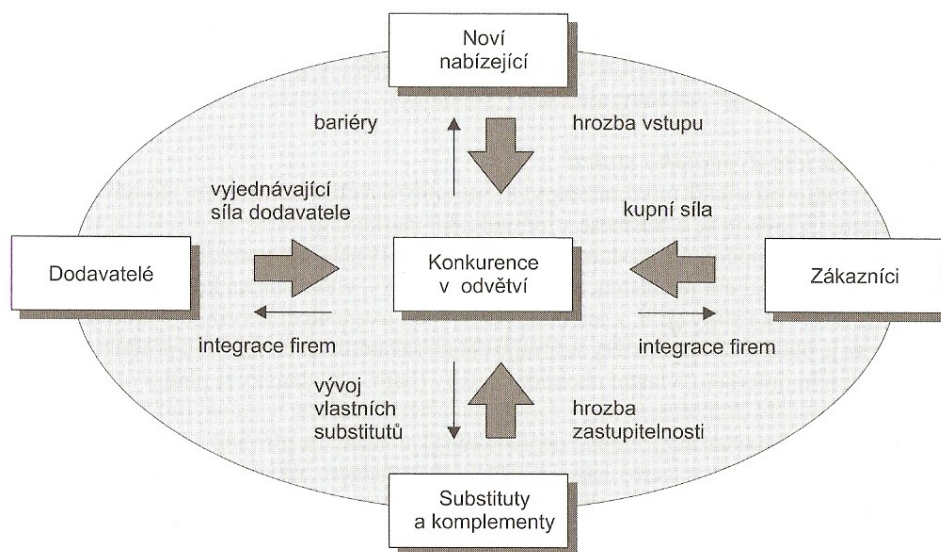 Noví
nabízející
bariéry
hrozba vstupu
vyjednávající
síla dodavatele
kupní síla
Dodavatelé
Konkurence
v odvětví
Zákazníci
integrace firem
integrace firem
vývoj
vlastních
substitutů
hrozba
zastupitelnosti
Substituty
a komplementy